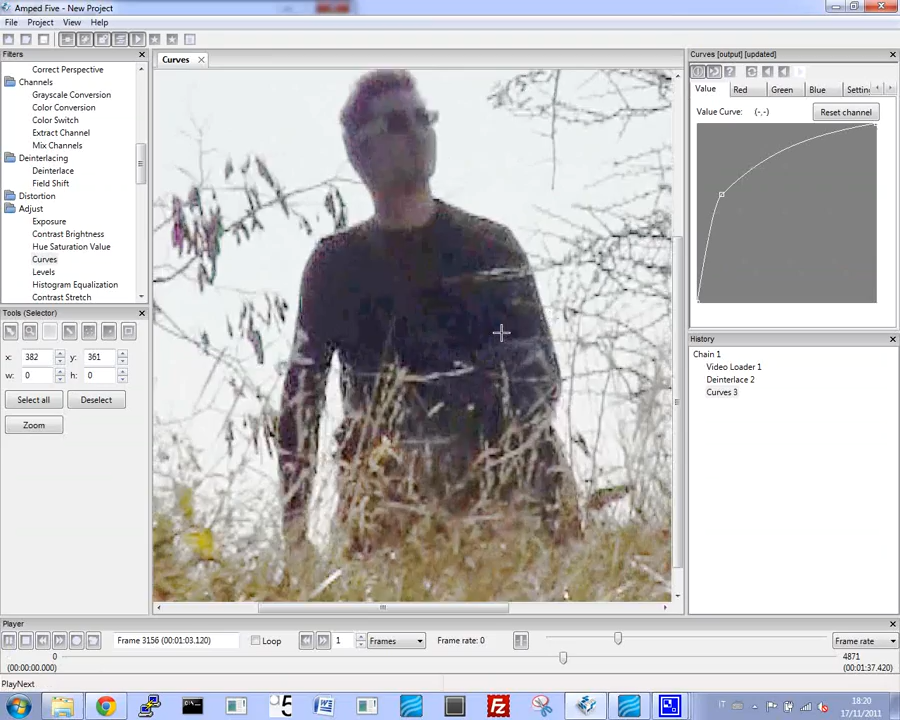 Amped Five - New Project
File Project View Help
Filters
Correct Perspective
Channels
Grayscale Conversion
Color Conversion
Color Switch
Extract Channel
Mix Channels
Deinterlacing
Deinterlace
Field Shift
Distortion
Adjust
Exposure
Contrast Brightness
Hue Saturation Value
Curves
Levels
Histogram Equalization
Contrast Stretch
Tools (Selector)
x: 382 y: 361
w: 0 h: 0
Select all Deselect
Zoom
Curves
Curves [output] [updated]
Value Red Green Blue Settin
Value Curve: (-,-) Reset channel
History
Chain 1
Video Loader 1
Deinterlace 2
Curves 3
Player
Frame 3156 (00:01:03.120) Loop 1 Frames Frame rate: 0 Frame rate
0 4871
(00:00:00.000) (00:01:37.420)
PlayNext
IT 18:20
17/11/2011